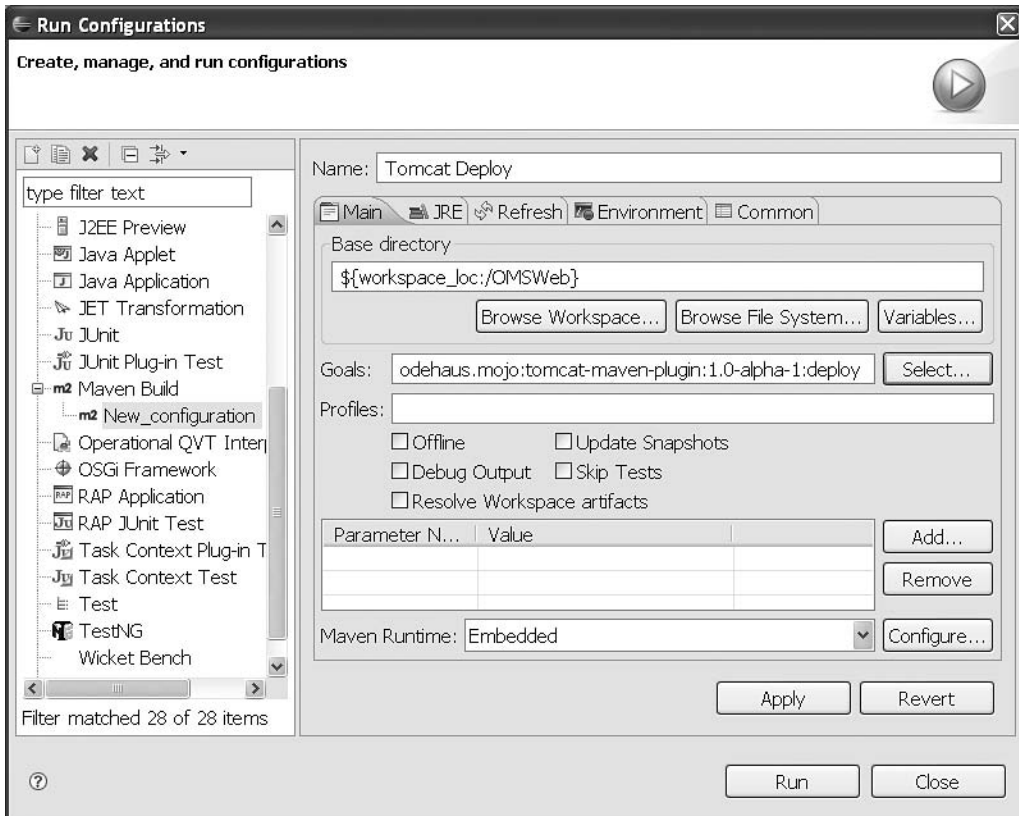 Run Configurations
Create, manage, and run configurations
type filter text
J2EE Preview
Java Applet
Java Application
JET Transformation
JUnit
JUnit Plug-in Test
Maven Build
m2 New_configuration
Operational QVT Interp
OSGi Framework
RAP Application
RAP JUnit Test
Task Context Plug-in T
Task Context Test
Test
TestNG
Wicket Bench
Filter matched 28 of 28 items
Name: Tomcat Deploy
Main JRE Refresh Environment Common
Base directory
${workspace_loc:/OMSWeb}
Browse Workspace... Browse File System... Variables...
Goals: odehaus.mojo:tomcat-maven-plugin:1.0-alpha-1:deploy Select...
Profiles:
Offline Update Snapshots
Debug Output Skip Tests
Resolve Workspace artifacts
Parameter N... Value
Add...
Remove
Maven Runtime: Embedded Configure...
Apply Revert
Run Close